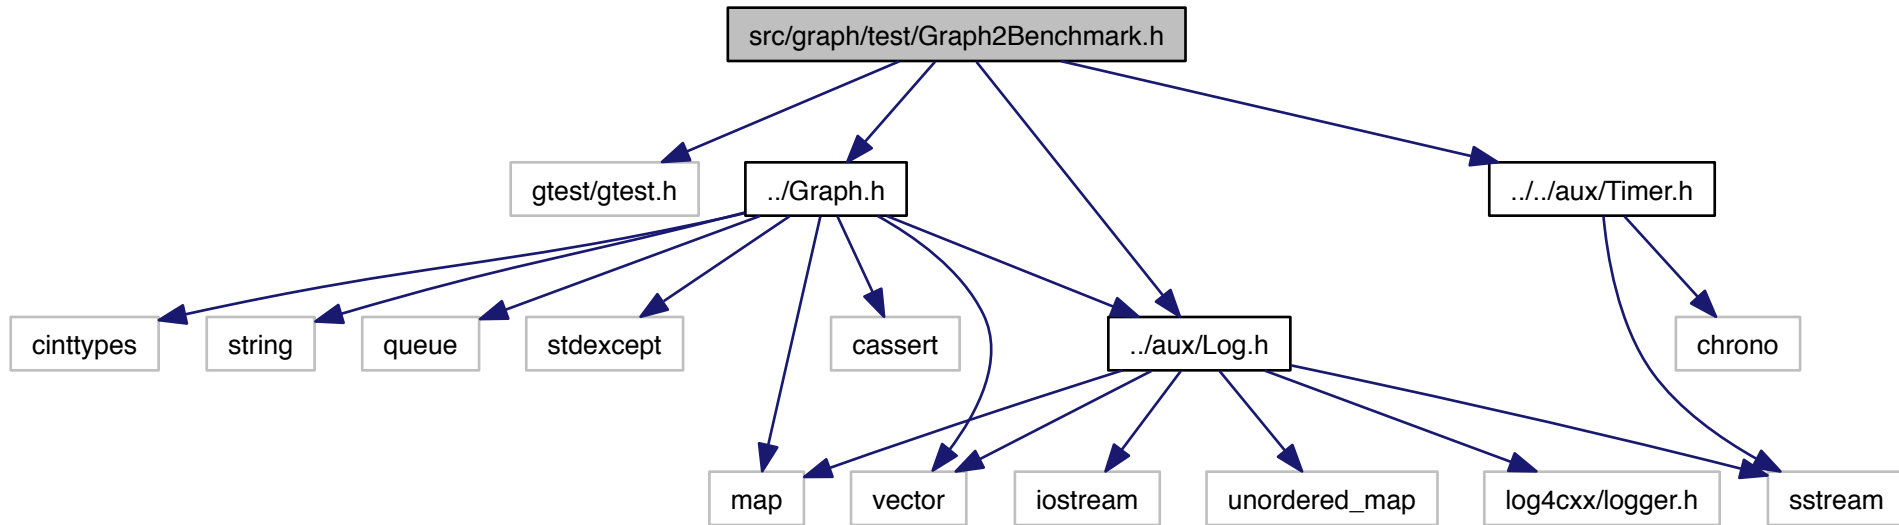 src/graph/test/Graph2Benchmark.h
gtest/gtest.h
../Graph.h
../../aux/Timer.h
cinttypes
string
queue
stdexcept
cassert
../aux/Log.h
chrono
map
vector
iostream
unordered_map
log4cxx/logger.h
sstream